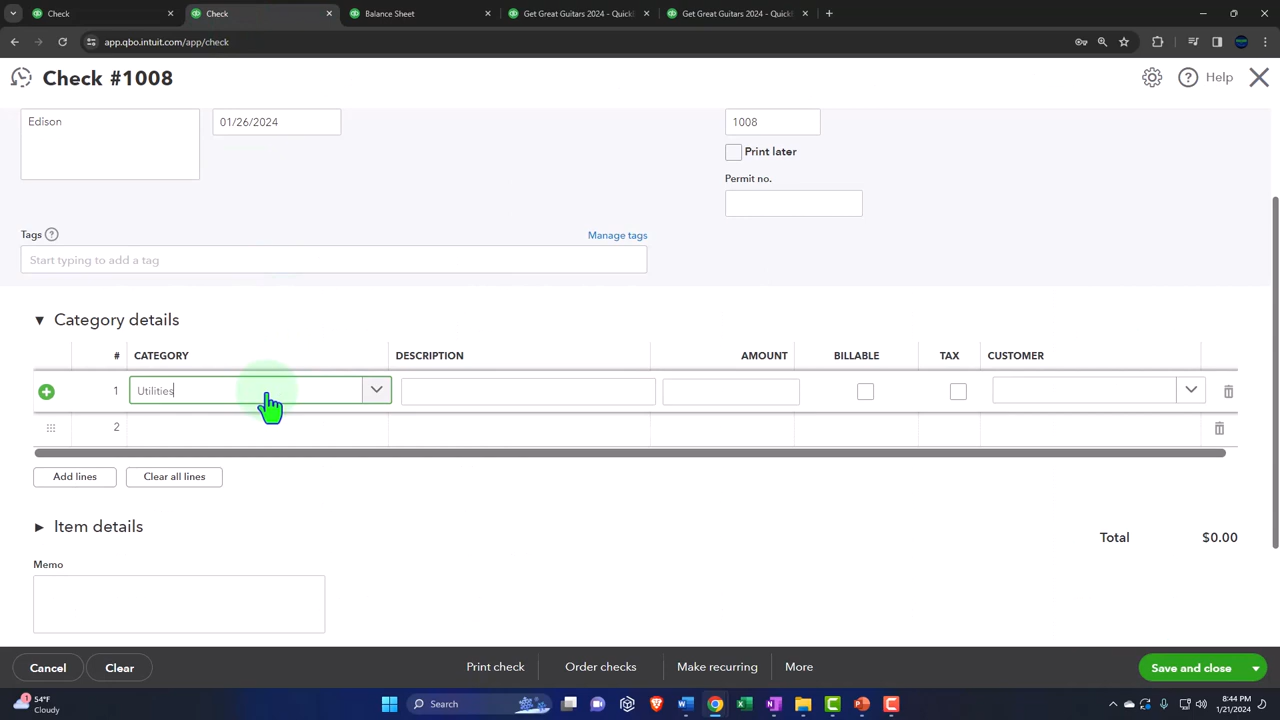 Check
Check
Balance Sheet
Get Great Guitars 2024 - QuickB
Get Great Guitars 2024 - QuickB
app.qbo.intuit.com/app/check
Check #1008
Help
Edison
01/26/2024
1008
Print later
Permit no.
Tags
Manage tags
Start typing to add a tag
Category details
# CATEGORY DESCRIPTION AMOUNT BILLABLE TAX CUSTOMER
1 Utilities
2
Add lines
Clear all lines
Item details
Total $0.00
Memo
Cancel
Clear
Print check
Order checks
Make recurring
More
Save and close
1
54°F
Cloudy
Search
8:44 PM
1/21/2024